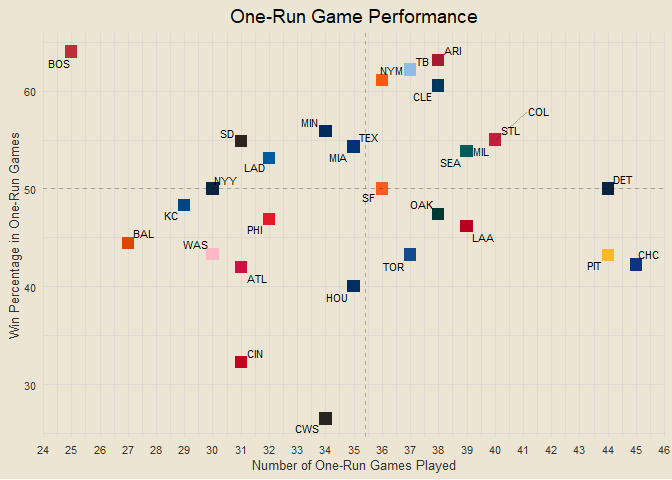 One-Run Game Performance
ARI
BOS
TB
NYM
60
CLE
COL
MIN
STL
SD
TEX
MIA
MIL
LAD
SEA
50
NYY
DET
SF
KC
OAK
PHI
BAL
LAA
WAS
CHC
TOR
PIT
ATL
40
HOU
CIN
30
CWS
Win Percentage in One-Run Games
24 25 26 27 28 29 30 31 32 33 34 35 36 37 38 39 40 41 42 43 44 45 46
Number of One-Run Games Played